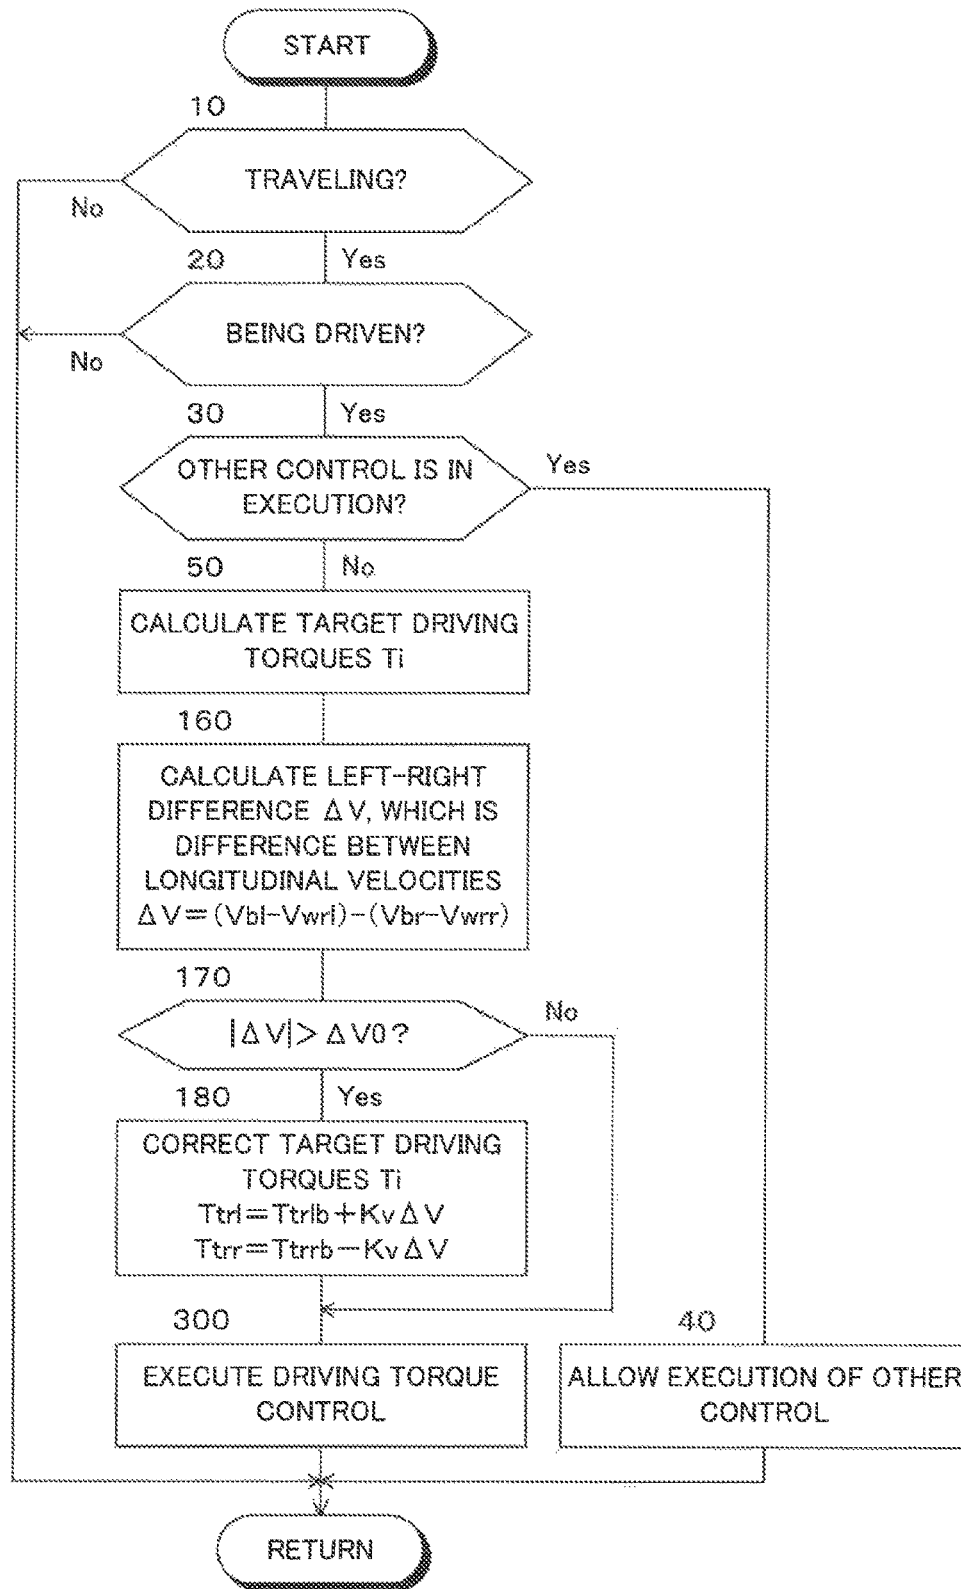 START
10
TRAVELING?
No
20
Yes
BEING DRIVEN?
No
30
Yes
OTHER CONTROL IS IN
EXECUTION?
Yes
50
No
CALCULATE TARGET DRIVING
TORQUES Ti
160
CALCULATE LEFT-RIGHT
DIFFERENCE ΔV, WHICH IS
DIFFERENCE BETWEEN
LONGITUDINAL VELOCITIES
ΔV=(Vbl-Vwrl)-(Vbr-Vwrr)
170
|ΔV|>ΔV0?
No
180
Yes
CORRECT TARGET DRIVING
TORQUES Ti
Ttrl=Ttrlb+KvΔV
Ttrr=Ttrrb-KvΔV
300
EXECUTE DRIVING TORQUE
CONTROL
40
ALLOW EXECUTION OF OTHER
CONTROL
RETURN